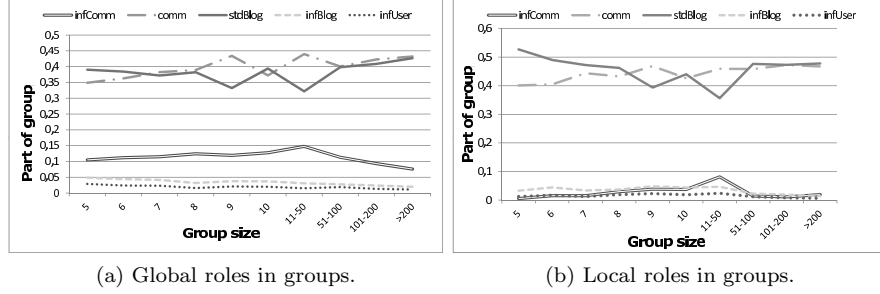 infComm comm stdBlog infBlog infUser
0,5
0,45
0,4
0,35
0,3
0,25
0,2
0,15
0,1
0,05
0
Part of group
5 6 7 8 9 10 11-50 51-100 101-200 >200
Group size
(a) Global roles in groups.
infComm comm stdBlog infBlog infUser
0,6
0,5
0,4
0,3
0,2
0,1
0
Part of group
5 6 7 8 9 10 11-50 51-100 101-200 >200
Group size
(b) Local roles in groups.